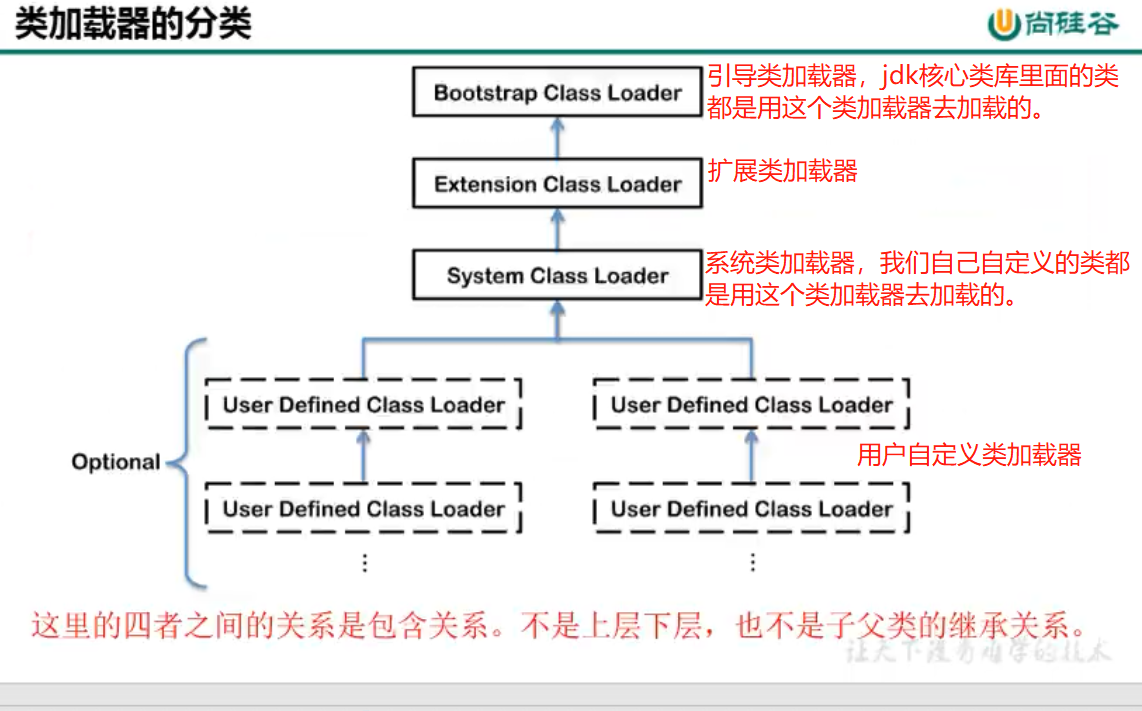 类加载器的分类
尚硅谷
Bootstrap Class Loader
引导类加载器，jdk核心类库里面的类
都是用这个类加载器去加载的。
Extension Class Loader
扩展类加载器
System Class Loader
系统类加载器，我们自己自定义的类都
是用这个类加载器去加载的。
User Defined Class Loader
User Defined Class Loader
Optional
用户自定义类加载器
User Defined Class Loader
User Defined Class Loader
这里的四者之间的关系是包含关系。不是上层下层，也不是子父类的继承关系。
让天下没有难学的技术